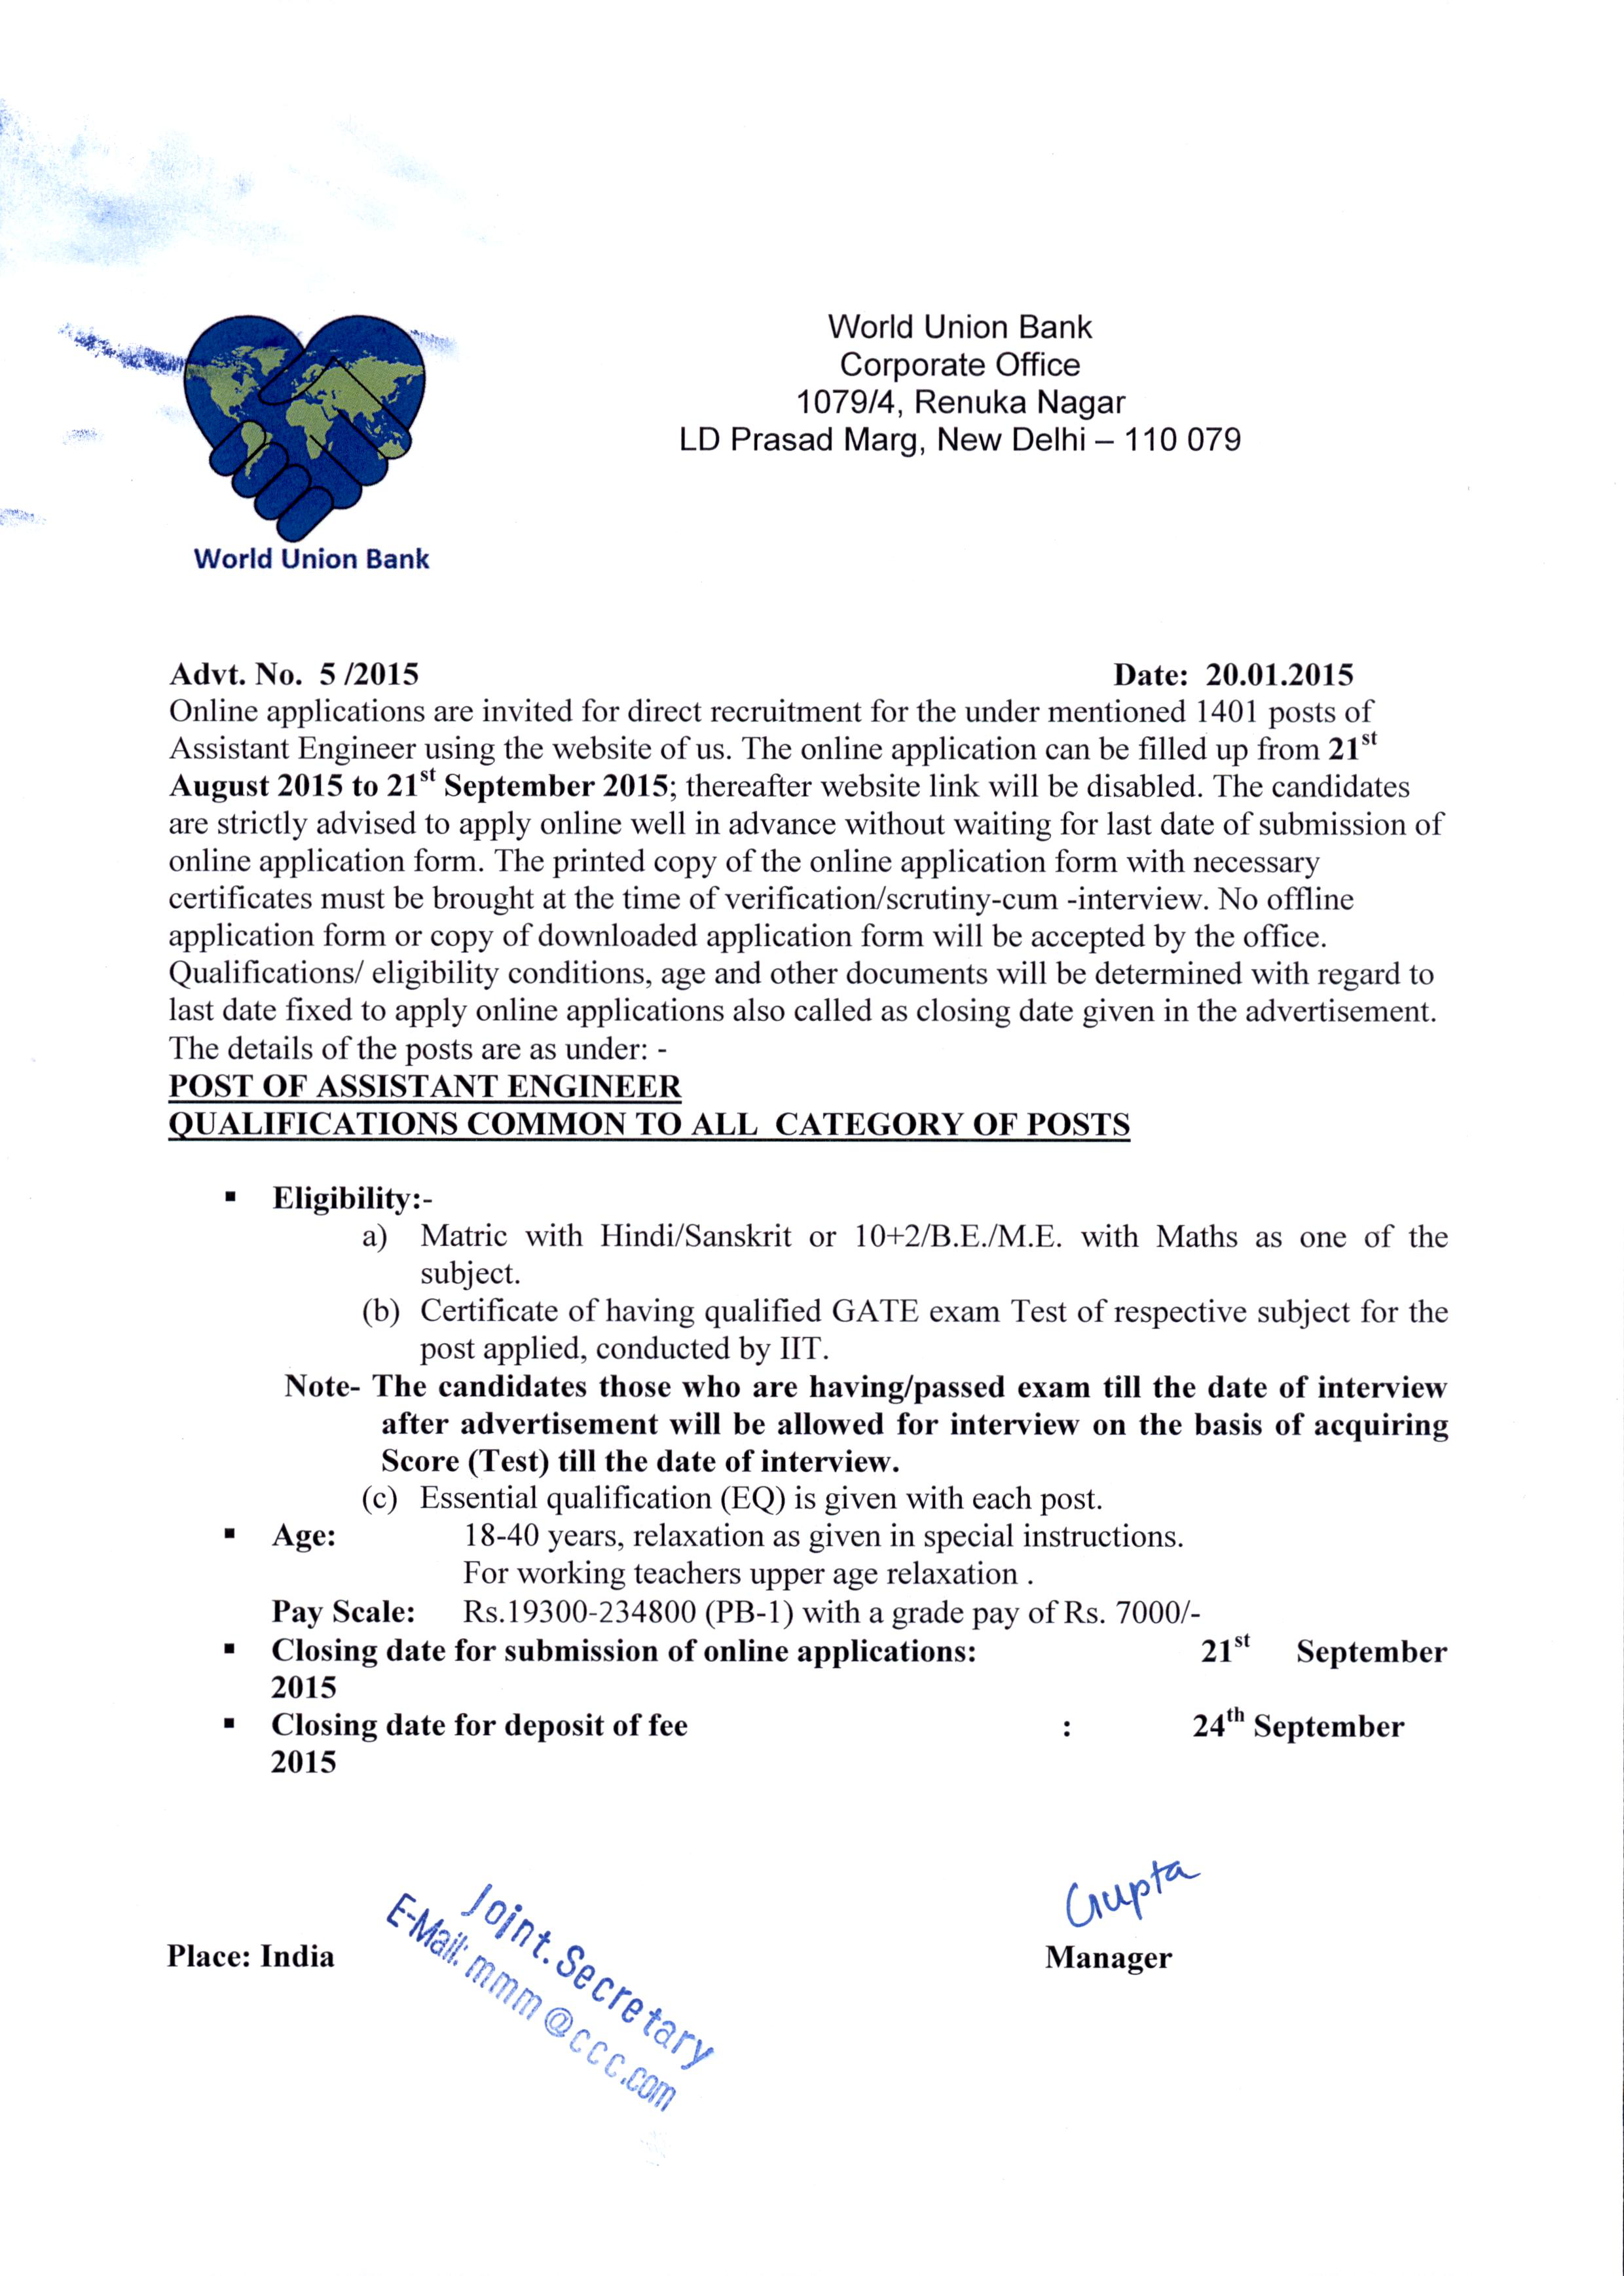 World Union Bank
Corporate Office
1079/4, Renuka Nagar
LD Prasad Marg, New Delhi – 110 079
World Union Bank
Advt. No. 5 /2015 Date: 20.01.2015
Online applications are invited for direct recruitment for the under mentioned 1401 posts of
Assistant Engineer using the website of us. The online application can be filled up from 21st
August 2015 to 21st September 2015; thereafter website link will be disabled. The candidates
are strictly advised to apply online well in advance without waiting for last date of submission of
online application form. The printed copy of the online application form with necessary
certificates must be brought at the time of verification/scrutiny-cum -interview. No offline
application form or copy of downloaded application form will be accepted by the office.
Qualifications/ eligibility conditions, age and other documents will be determined with regard to
last date fixed to apply online applications also called as closing date given in the advertisement.
The details of the posts are as under: -
POST OF ASSISTANT ENGINEER
QUALIFICATIONS COMMON TO ALL CATEGORY OF POSTS
▪ Eligibility:-
a) Matric with Hindi/Sanskrit or 10+2/B.E./M.E. with Maths as one of the
subject.
(b) Certificate of having qualified GATE exam Test of respective subject for the
post applied, conducted by IIT.
Note- The candidates those who are having/passed exam till the date of interview
after advertisement will be allowed for interview on the basis of acquiring
Score (Test) till the date of interview.
(c) Essential qualification (EQ) is given with each post.
▪ Age: 18-40 years, relaxation as given in special instructions.
For working teachers upper age relaxation .
Pay Scale: Rs.19300-234800 (PB-1) with a grade pay of Rs. 7000/-
▪ Closing date for submission of online applications: 21st September
2015
▪ Closing date for deposit of fee : 24th September
2015
Gupta
Place: India
Joint. Secretary
E-Mail: mmm@ccc.com
Manager